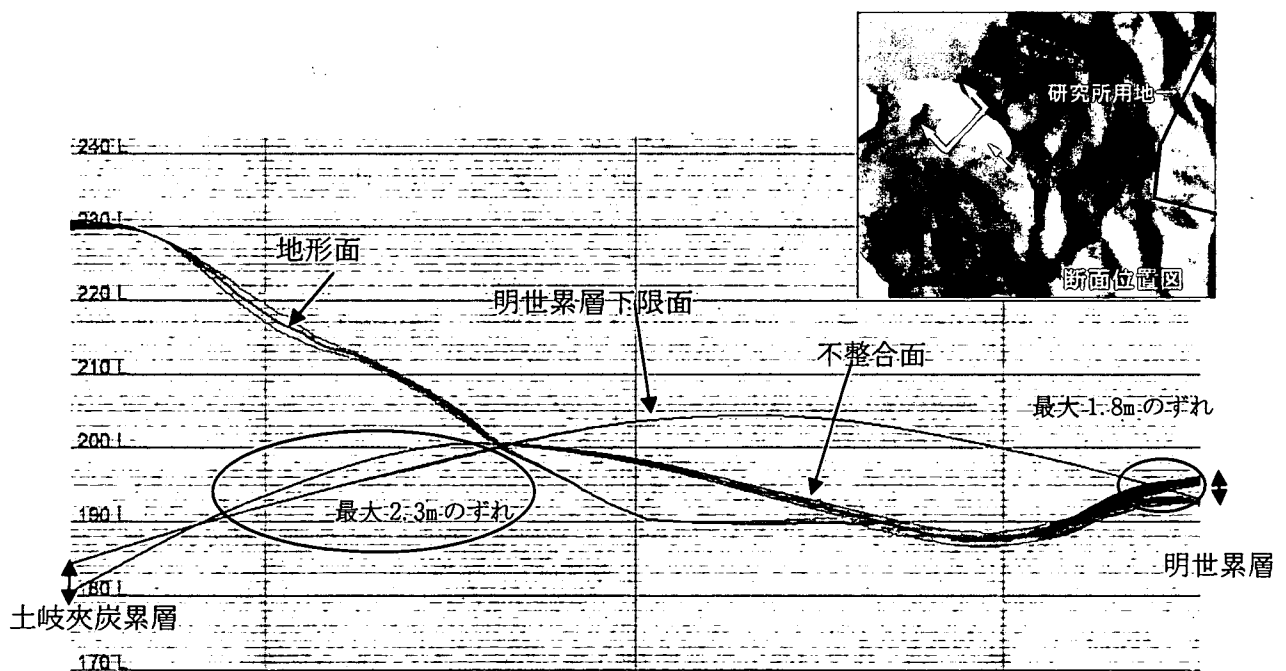 研究所用地
断面位置図
240 L
230 L
220 L
210 L
200 L
190 L
180 L
170 L
地形面
明世累層下限面
不整合面
最大1.8mのずれ
最大2.3mのずれ
明世累層
土岐夾炭累層